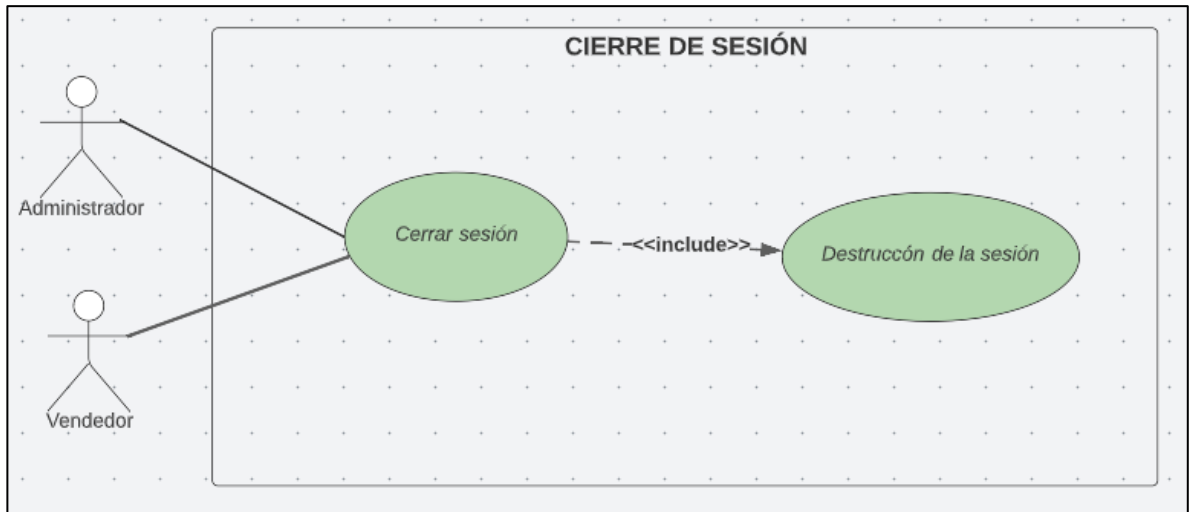 CIERRE DE SESIÓN
Administrador
Cerrar sesión
<<include>>
Destruccón de la sesión
Vendedor